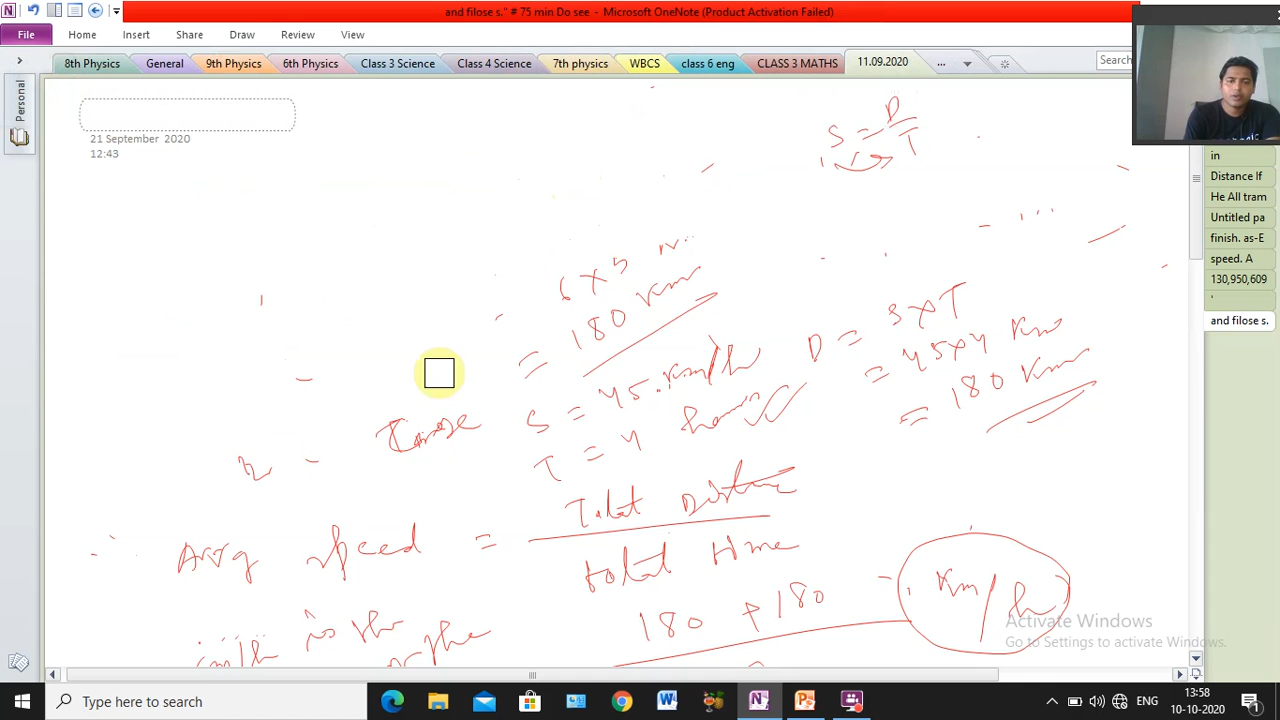 and filose s." # 75 min Do see - Microsoft OneNote (Product Activation Failed)
File Home Insert Share Draw Review View
8th Physics General 9th Physics 6th Physics Class 3 Science Class 4 Science 7th physics WBCS class 6 eng CLASS 3 MATHS 11.09.2020 ... Search
Personal
21 September 2020
12:43
S = D/T
= 180 Km
Case S = 45 Km/h
T = 4 hours
D = S x T
= 45 x 4 Km
= 180 Km
∴ Avrg speed = Total Distance
total time
180 + 180
Km/h
in
Distance If
He All tram
Untitled pa
finish. as-E
speed. A
130,950,609
'
and filose s.
Activate Windows
Go to Settings to activate Windows.
Type here to search
ENG
13:58
10-10-2020